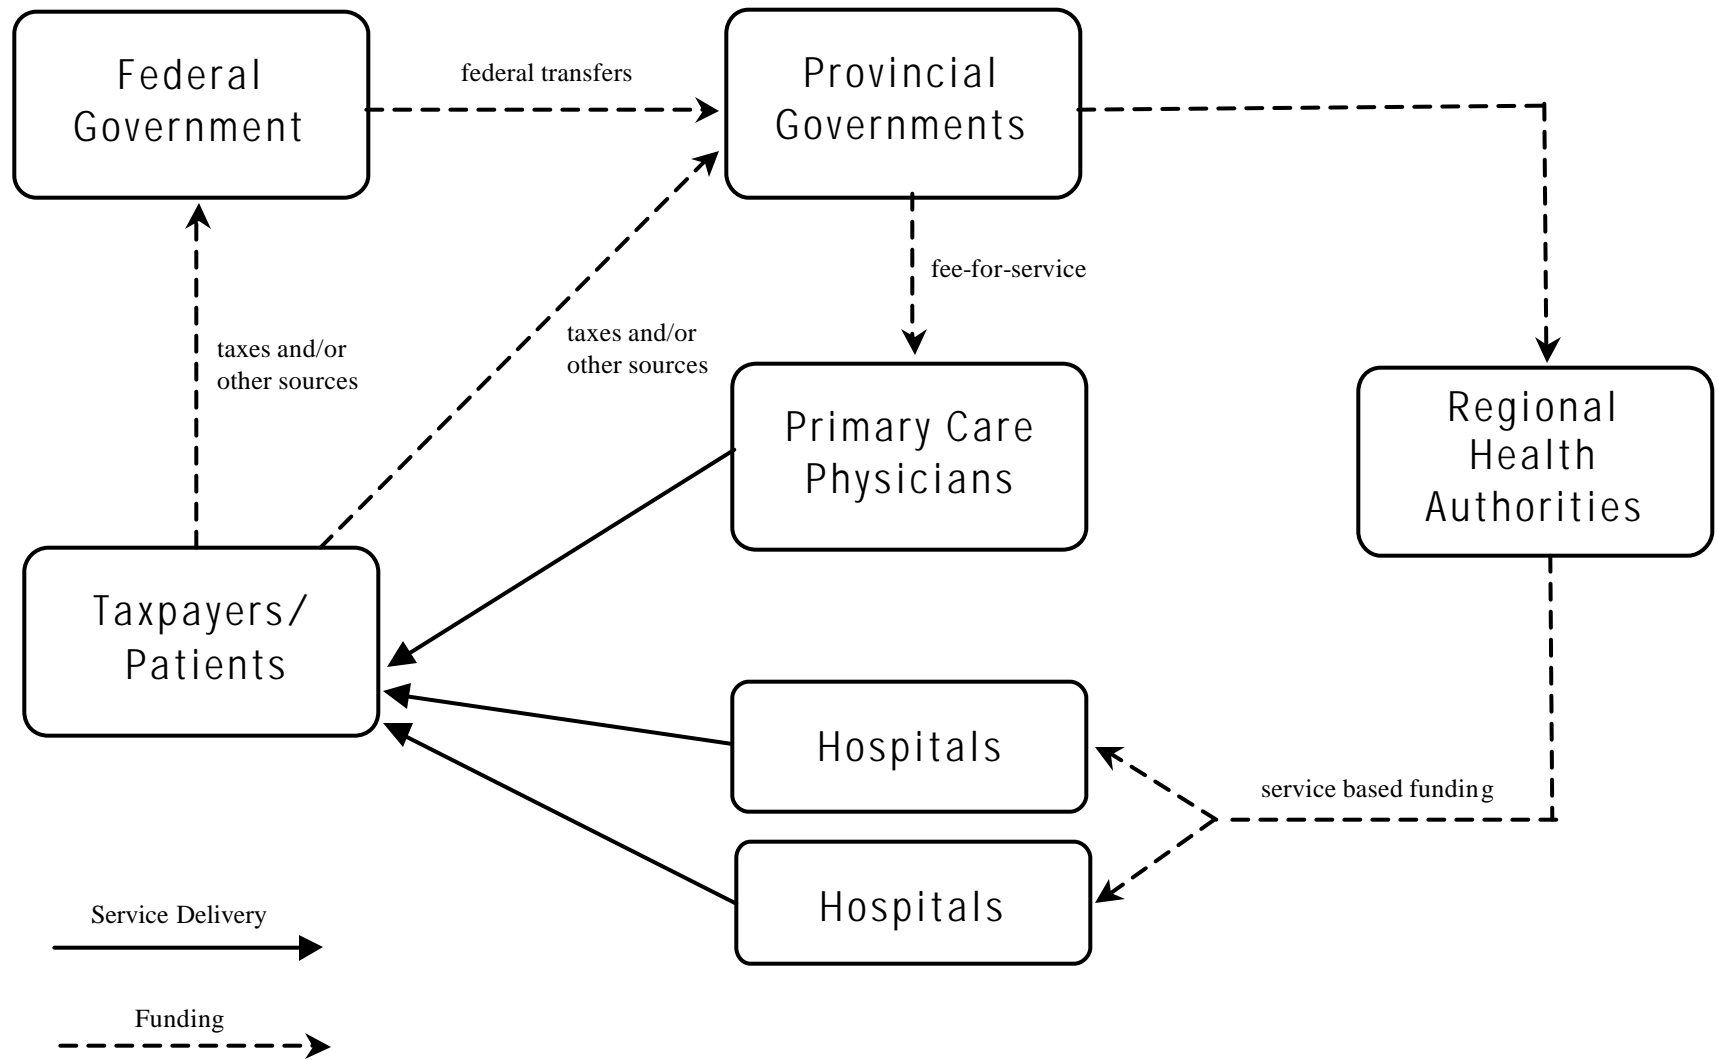 Federal
Government
federal transfers
Provincial
Governments
fee-for-service
taxes and/or
other sources
taxes and/or
other sources
Primary Care
Physicians
Regional
Health
Authorities
Taxpayers/
Patients
Hospitals
service based funding
Hospitals
Service Delivery
Funding